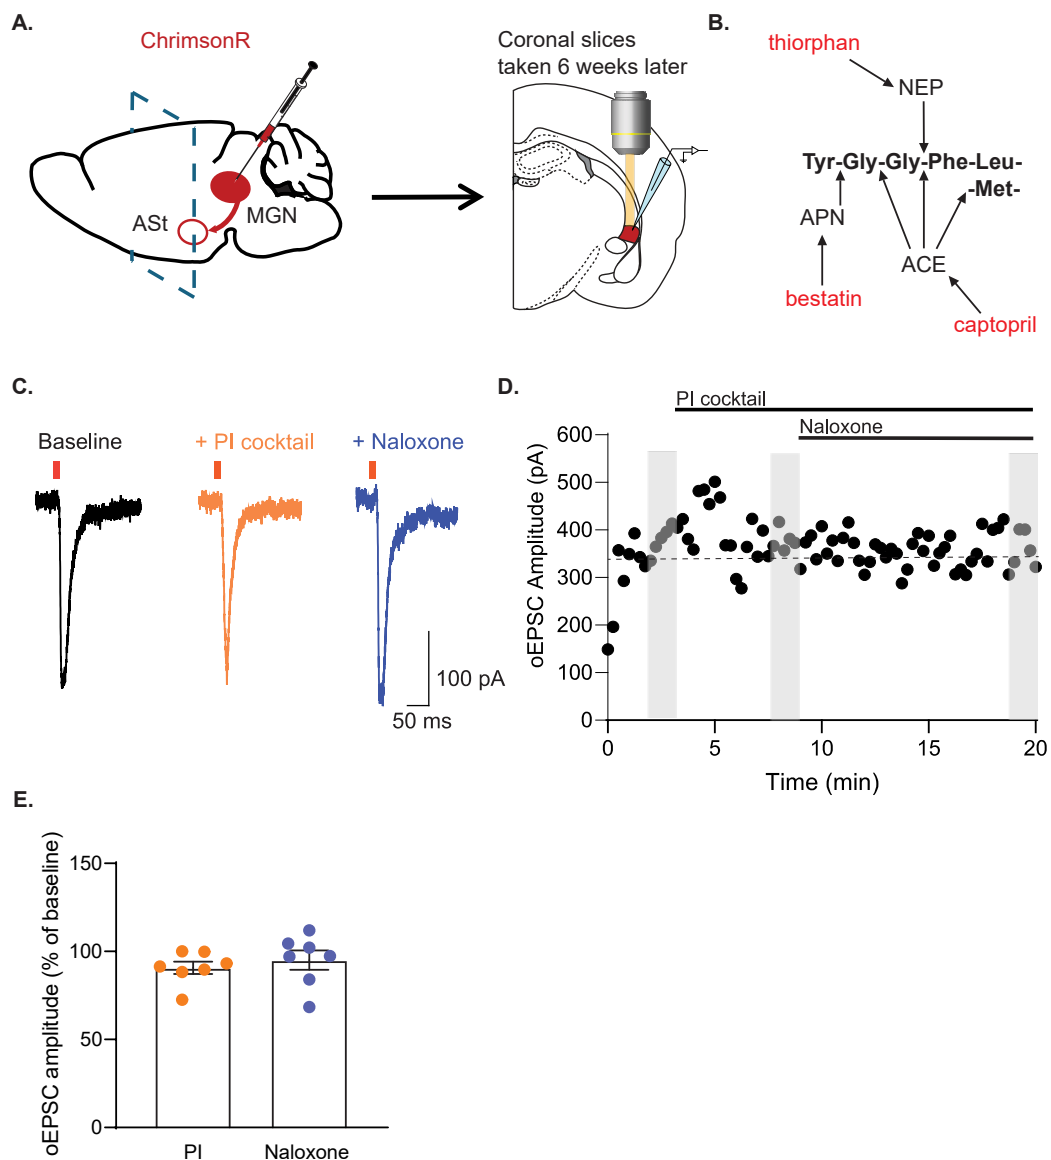 A.
ChrimsonR
ASt
MGN
Coronal slices
taken 6 weeks later
B.
thiorphan
NEP
Tyr-Gly-Gly-Phe-Leu-
-Met-
APN
ACE
bestatin
captopril
C.
Baseline
+ PI cocktail
+ Naloxone
100 pA
50 ms
D.
PI cocktail
Naloxone
oEPSC Amplitude (pA)
600
500
400
300
200
100
0
0 5 10 15 20
Time (min)
E.
oEPSC amplitude (% of baseline)
150
100
50
0
PI Naloxone